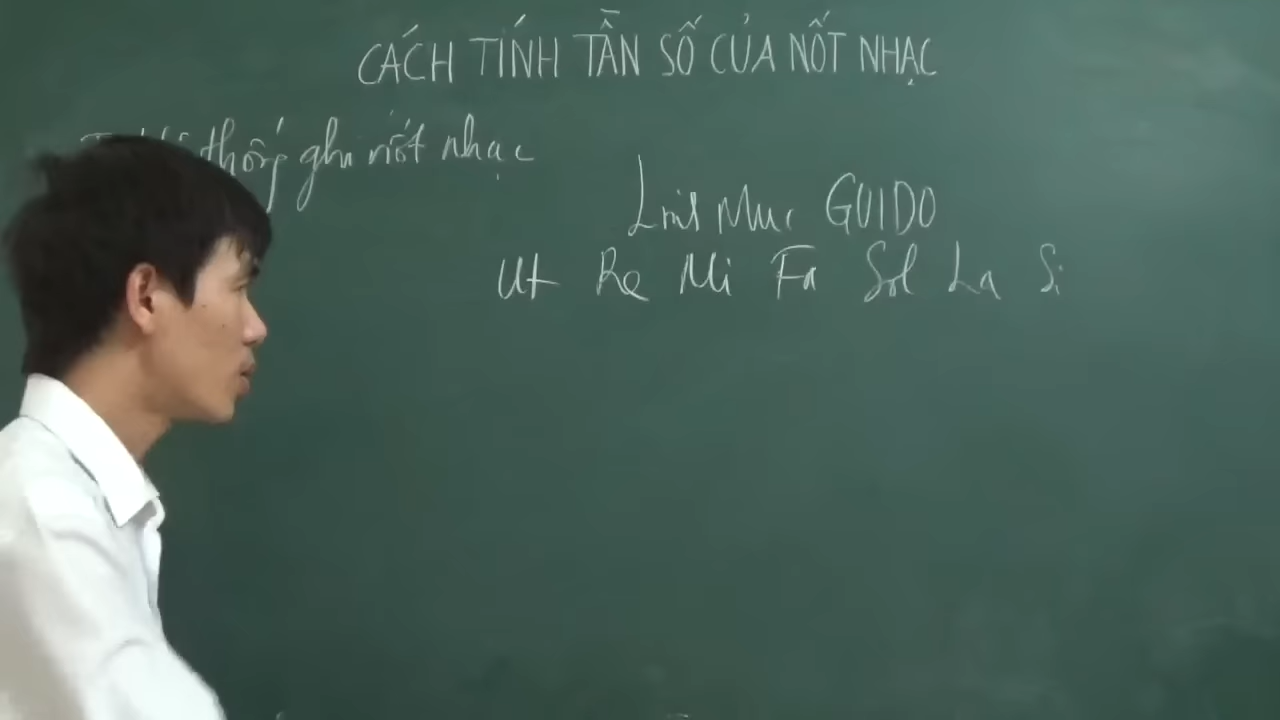 CÁCH TÍNH TẦN SỐ CỦA NỐT NHẠC
thống ghi nốt nhạc
Linh Mục GUIDO
Ut Re Mi Fa Sol La Si